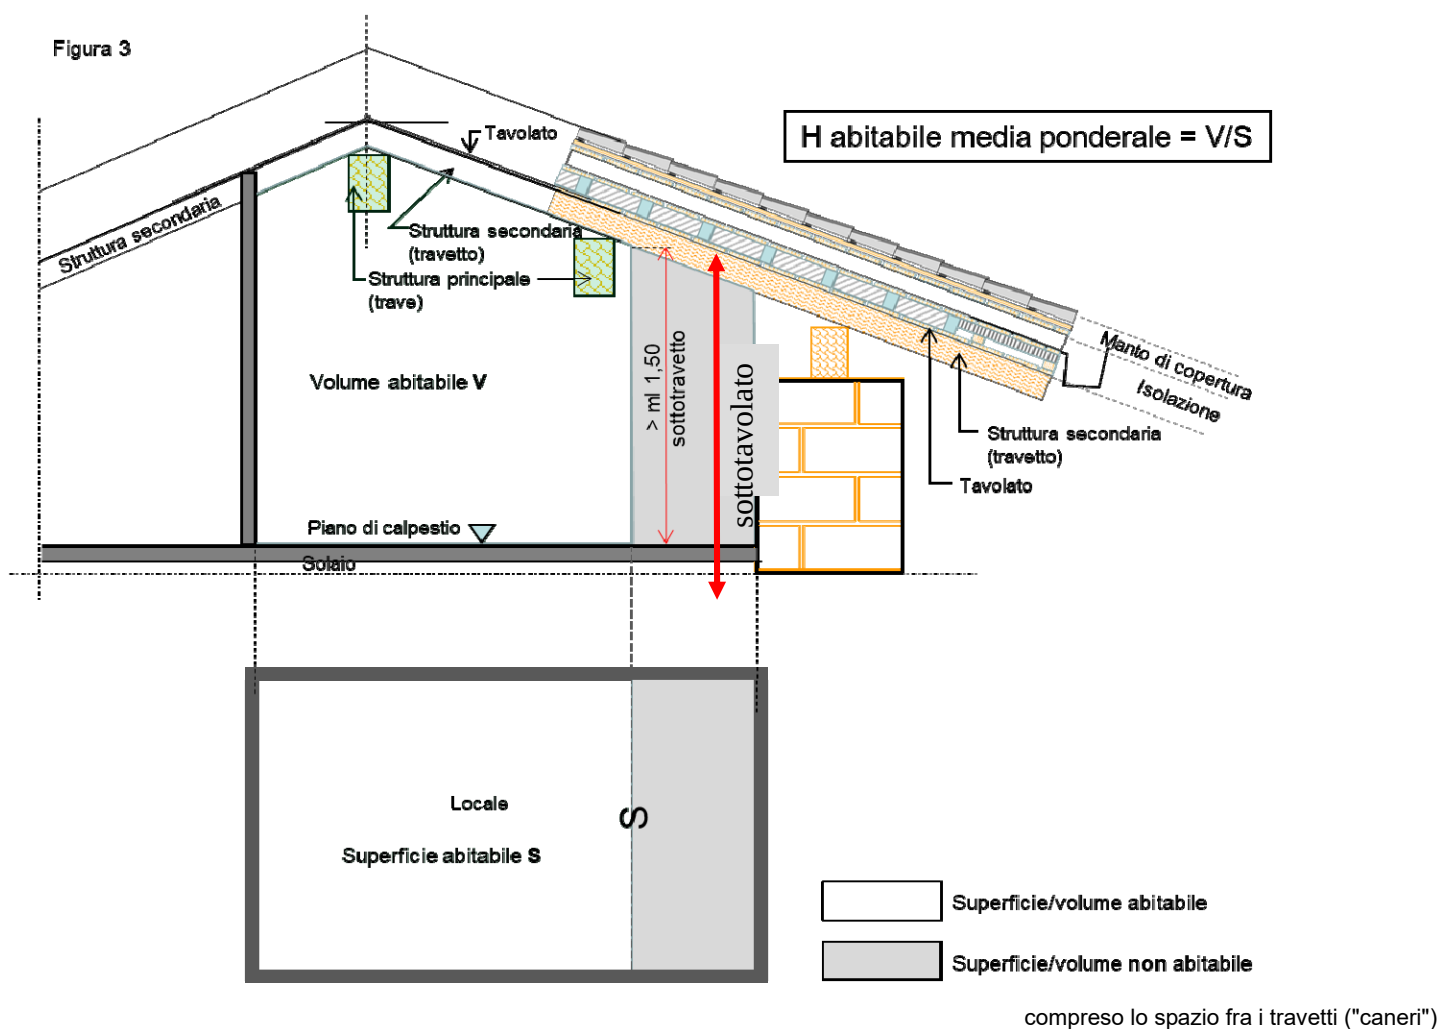 Figura 3
H abitabile media ponderale = V/S
Tavolato
Struttura secondaria
Struttura secondaria
(travetto)
Struttura principale
(trave)
Manto di copertura
Isolazione
> ml 1,50
sottotravetto
sottotavolato
Volume abitabile V
Struttura secondaria
(travetto)
Tavolato
Piano di calpestio
Solaio
Locale
S
Superficie abitabile S
Superficie/volume abitabile
Superficie/volume non abitabile
compreso lo spazio fra i travetti ("caneri")